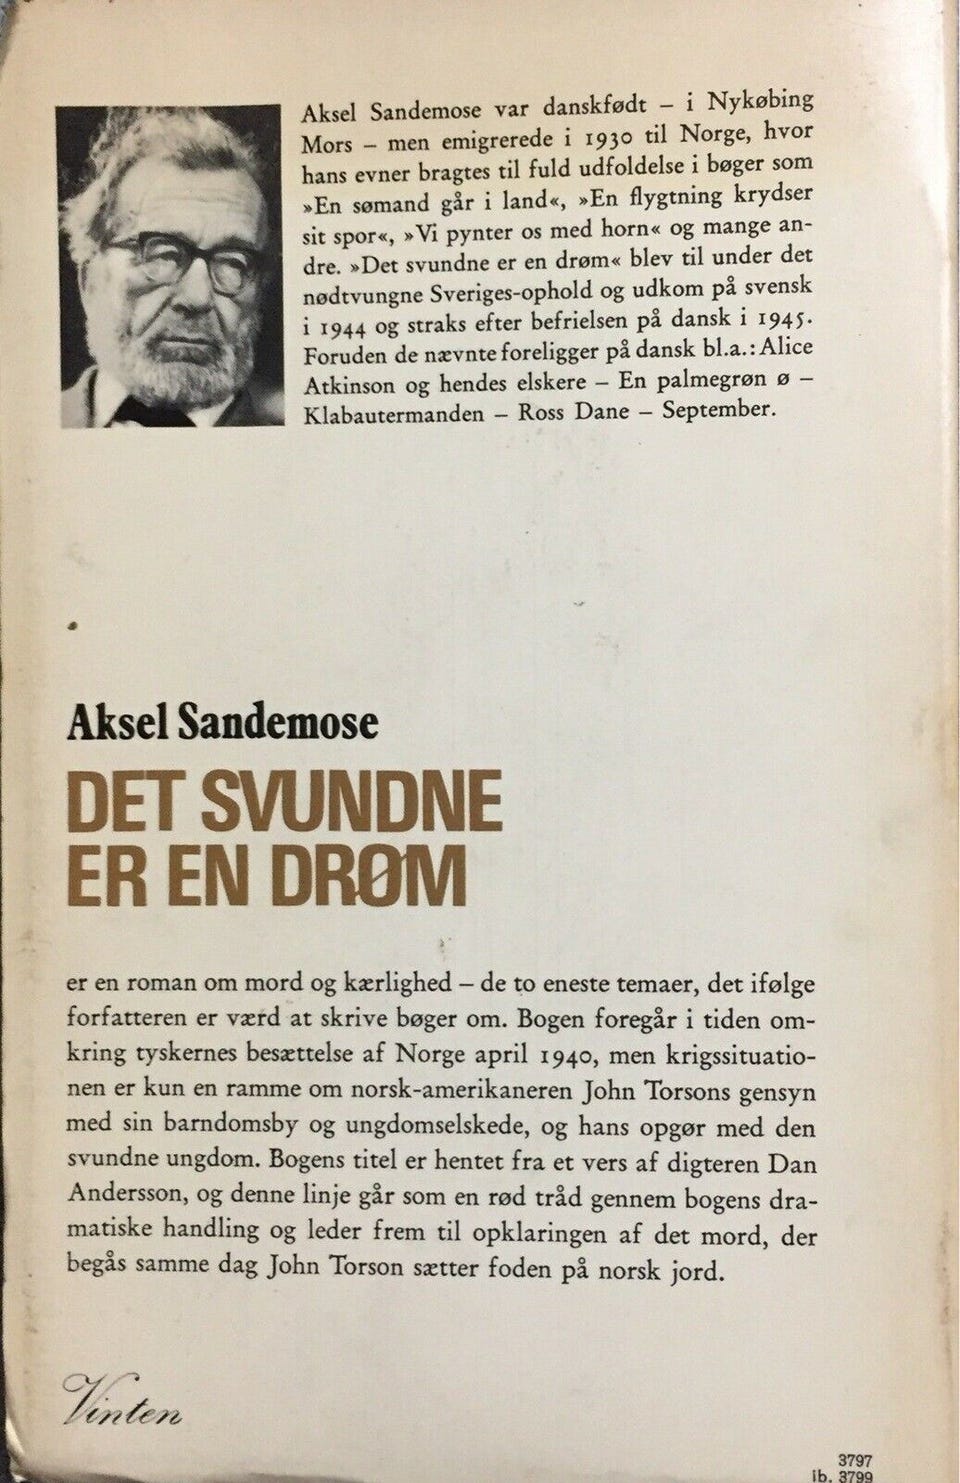 Aksel Sandemose var danskfødt – i Nykøbing
Mors – men emigrerede i 1930 til Norge, hvor
hans evner bragtes til fuld udfoldelse i bøger som
»En sømand går i land«, »En flygtning krydser
sit spor«, »Vi pynter os med horn« og mange an-
dre. »Det svundne er en drøm« blev til under det
nødtvungne Sveriges-ophold og udkom på svensk
i 1944 og straks efter befrielsen på dansk i 1945.
Foruden de nævnte foreligger på dansk bl.a.: Alice
Atkinson og hendes elskere – En palmegrøn ø –
Klabautermanden – Ross Dane – September.
Aksel Sandemose
DET SVUNDNE
ER EN DRØM
er en roman om mord og kærlighed – de to eneste temaer, det ifølge
forfatteren er værd at skrive bøger om. Bogen foregår i tiden om-
kring tyskernes besættelse af Norge april 1940, men krigssituatio-
nen er kun en ramme om norsk-amerikaneren John Torsons gensyn
med sin barndomsby og ungdomselskede, og hans opgør med den
svundne ungdom. Bogens titel er hentet fra et vers af digteren Dan
Andersson, og denne linje går som en rød tråd gennem bogens dra-
matiske handling og leder frem til opklaringen af det mord, der
begås samme dag John Torson sætter foden på norsk jord.
Vinten
3797
ib. 3799